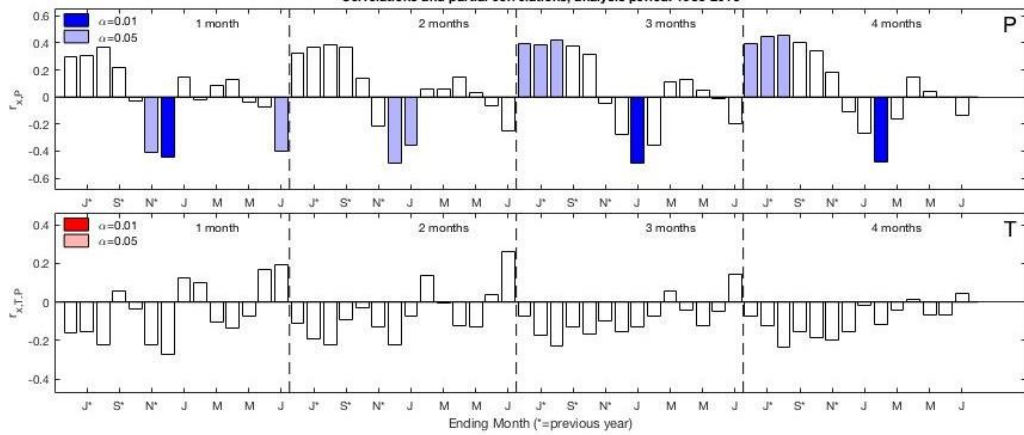 0.6
α=0.01
1 month
2 months
3 months
4 months
P
α=0.05
0.4
0.2
0
-0.2
-0.4
-0.6
r_x,P
J* S* N* J M M J J* S* N* J M M J J* S* N* J M M J J* S* N* J M M J
0.4
α=0.01
1 month
2 months
3 months
4 months
T
α=0.05
0.2
0
-0.2
-0.4
r_x,T.P
J* S* N* J M M J J* S* N* J M M J J* S* N* J M M J J* S* N* J M M J
Ending Month (*=previous year)